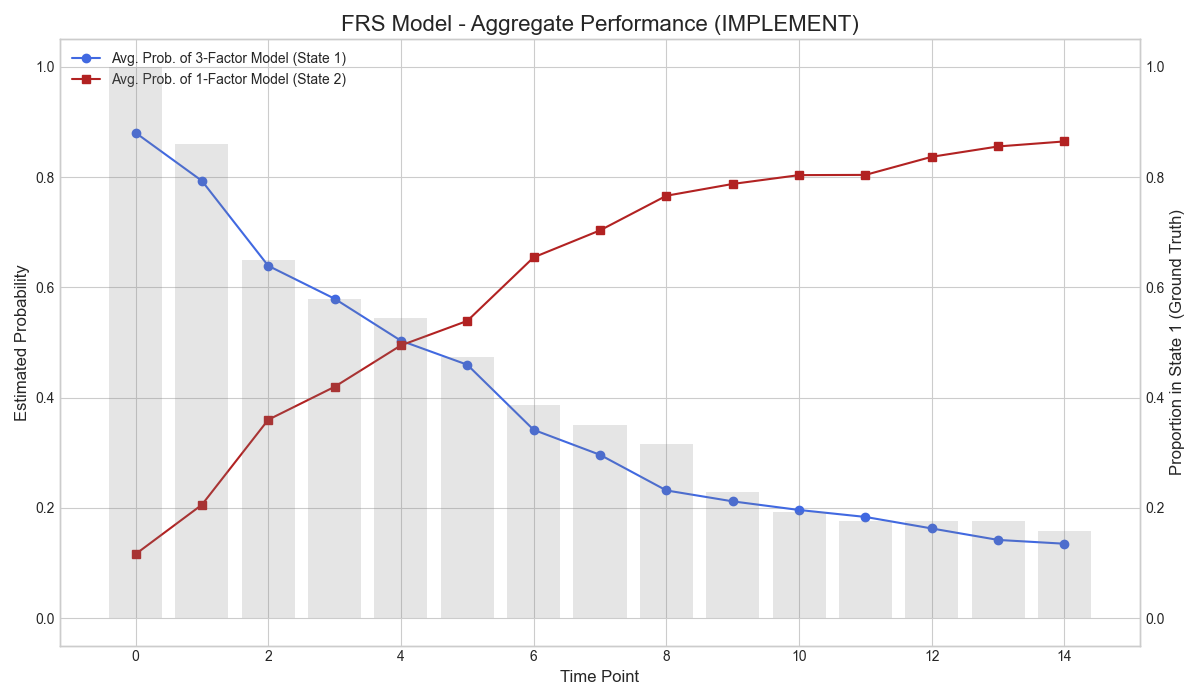 FRS Model - Aggregate Performance (IMPLEMENT)
Avg. Prob. of 3-Factor Model (State 1)
Avg. Prob. of 1-Factor Model (State 2)
Estimated Probability
1.0
0.8
0.6
0.4
0.2
0.0
1.0
0.8
0.6
0.4
0.2
0.0
Proportion in State 1 (Ground Truth)
0 2 4 6 8 10 12 14
Time Point